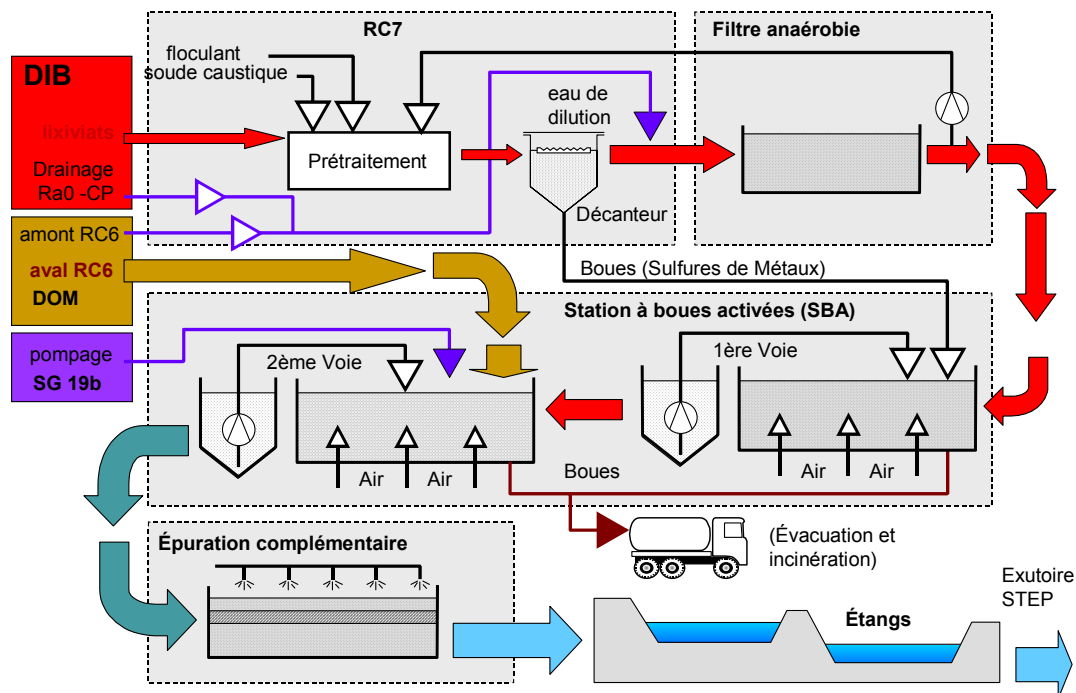 RC7
Filtre anaérobie
floculant
soude caustique
DIB
lixiviats
eau de
dilution
Prétraitement
Drainage
Ra0 -CP
Décanteur
amont RC6
aval RC6
DOM
Boues (Sulfures de Métaux)
Station à boues activées (SBA)
pompage
SG 19b
2ème Voie
1ère Voie
Air
Air
Boues
Air
Air
Épuration complémentaire
(Évacuation et
incinération)
Exutoire
STEP
Étangs